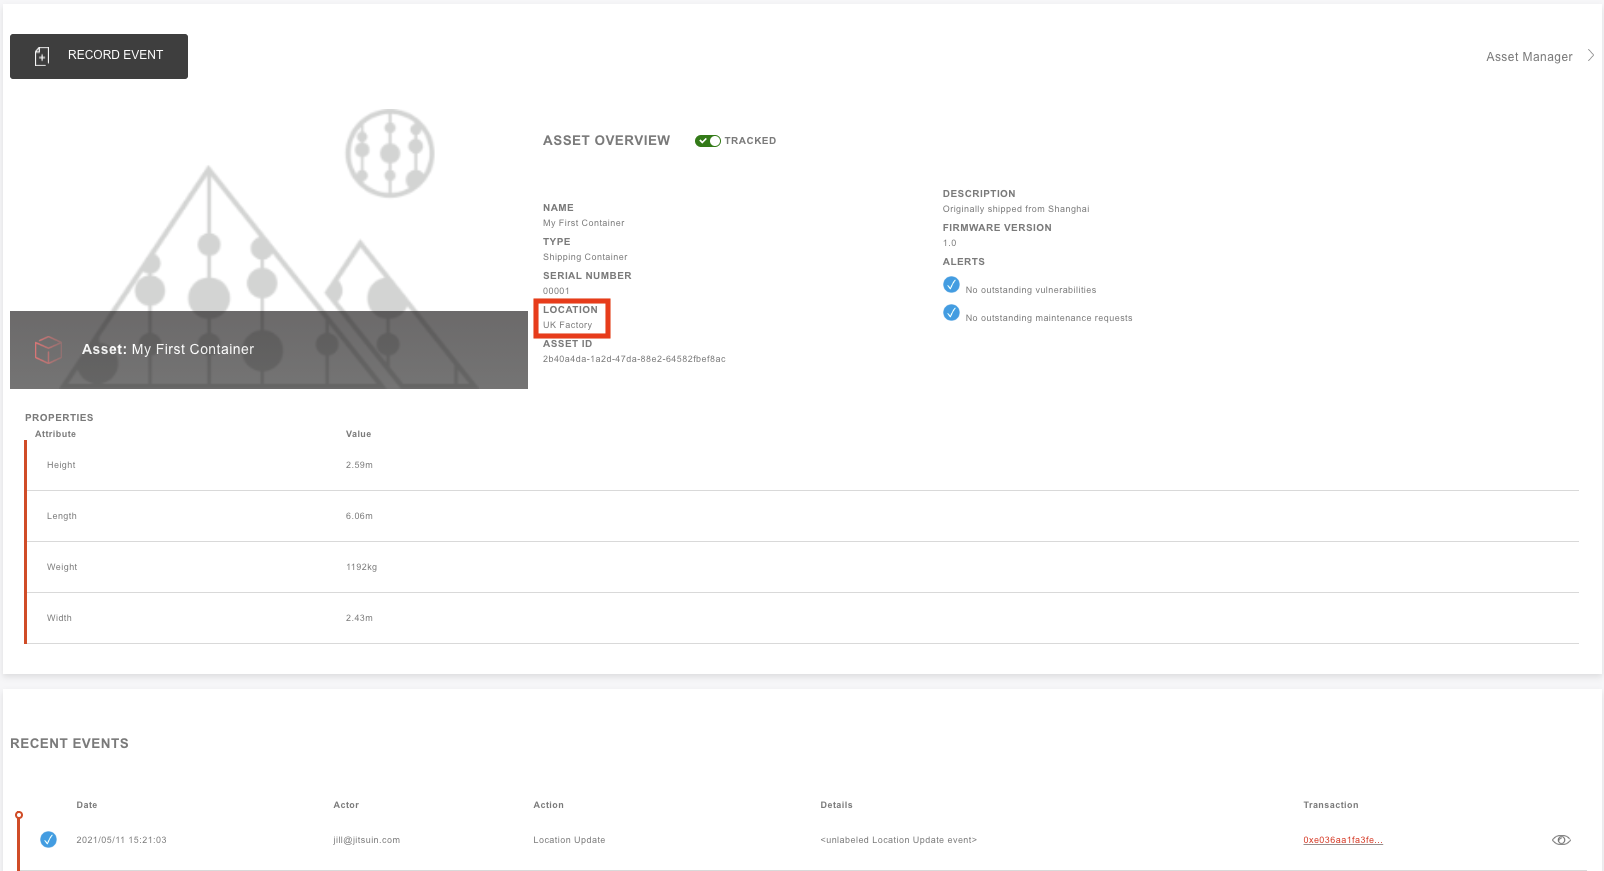 RECORD EVENT
Asset Manager
ASSET OVERVIEW
TRACKED
NAME
My First Container
TYPE
Shipping Container
SERIAL NUMBER
00001
LOCATION
UK Factory
ASSET ID
2b40a4da-1a2d-47da-88e2-64582fbef8ac
DESCRIPTION
Originally shipped from Shanghai
FIRMWARE VERSION
1.0
ALERTS
No outstanding vulnerabilities
No outstanding maintenance requests
Asset: My First Container
PROPERTIES
Attribute Value
Height 2.59m
Length 6.06m
Weight 1192kg
Width 2.43m
RECENT EVENTS
Date Actor Action Details Transaction
2021/05/11 15:21:03 jill@jitsuin.com Location Update <unlabeled Location Update event> 0xe036aa1fa3fe...